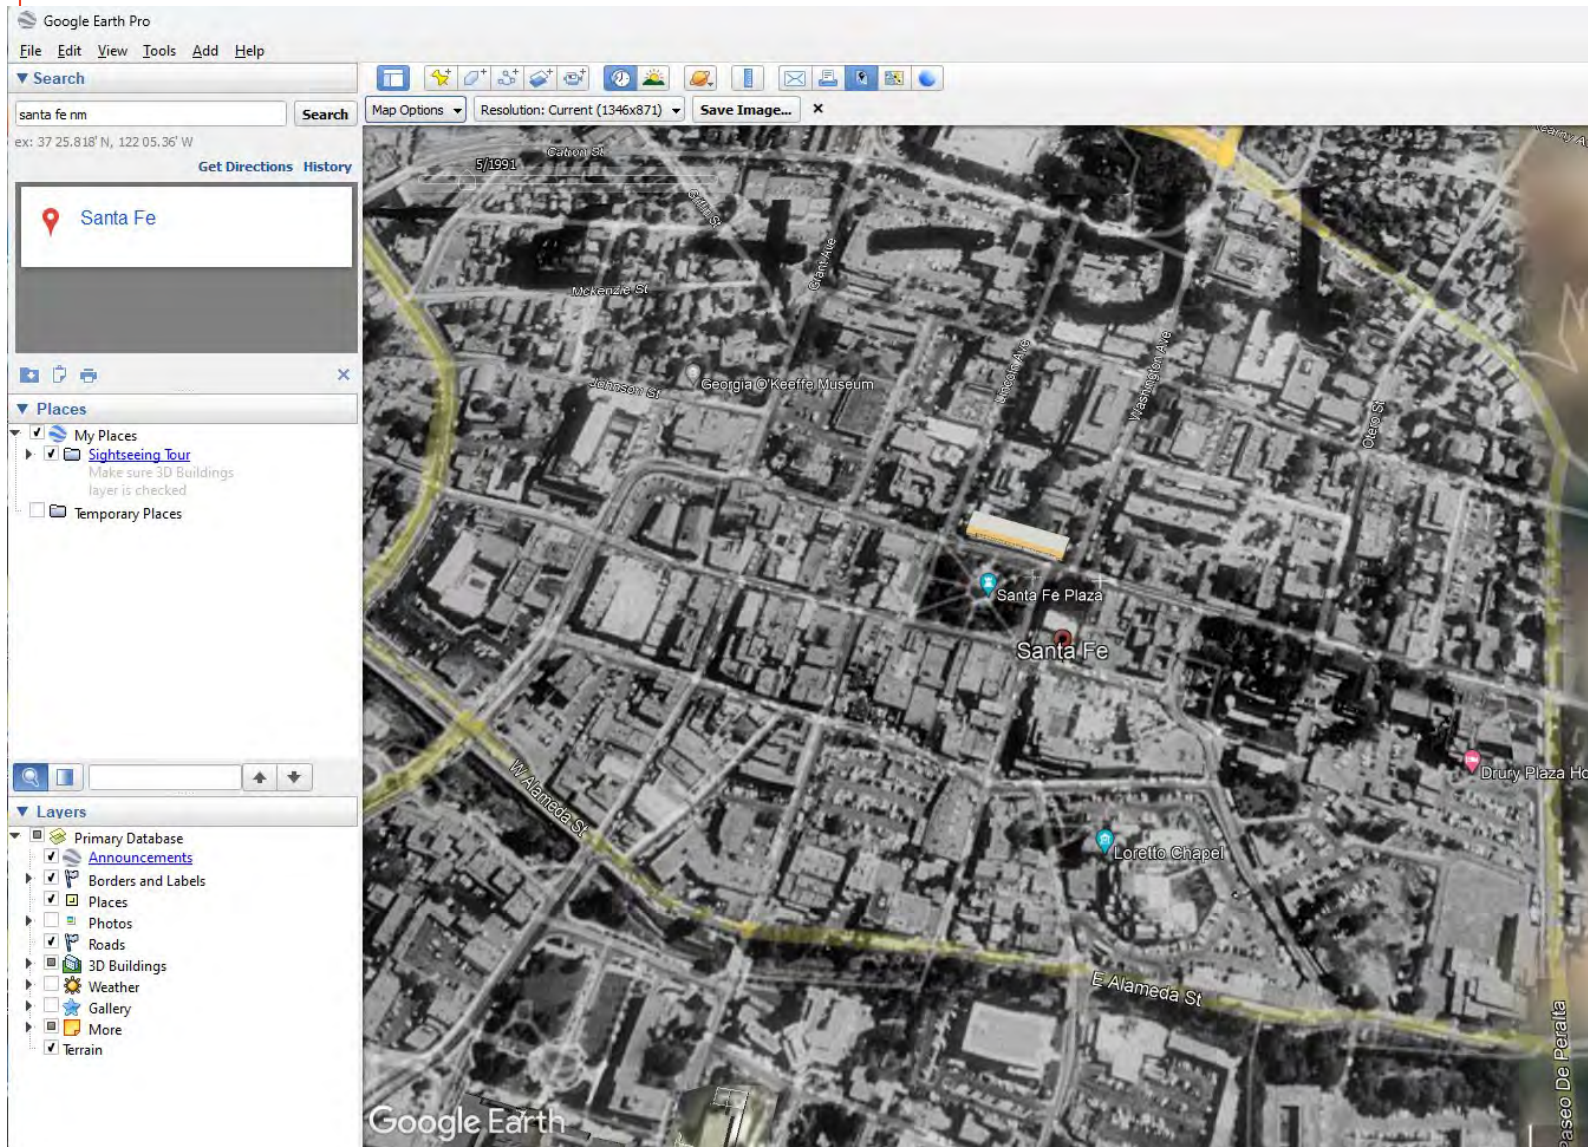 Google Earth Pro
File Edit View Tools Add Help
Search
santa fe nm
Search
ex: 37 25.818' N, 122 05.36' W
Get Directions History
Santa Fe
Places
My Places
Sightseeing Tour
Make sure 3D Buildings
layer is checked
Temporary Places
Layers
Primary Database
Announcements
Borders and Labels
Places
Photos
Roads
3D Buildings
Weather
Gallery
More
Terrain
Map Options
Resolution: Current (1346x871)
Save Image...
5/1991
Catron St
Griffin St
Grant Ave
Mckenzie St
Johnson St
Georgia O'Keeffe Museum
Lincoln Ave
Washington Ave
Otero St
Santa Fe Plaza
Santa Fe
Drury Plaza Ho
Loretto Chapel
W Alameda St
E Alameda St
Paseo De Peralta
N
Google Earth